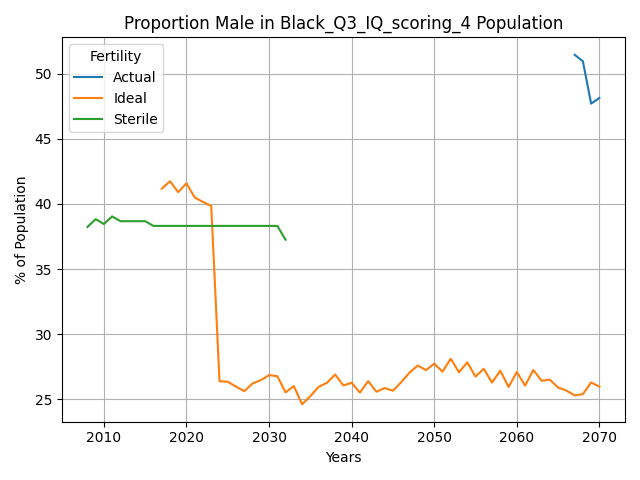 Proportion Male in Black_Q3_IQ_scoring_4 Population
Fertility
Actual
Ideal
Sterile
% of Population
50
45
40
35
30
25
2010
2020
2030
2040
2050
2060
2070
Years